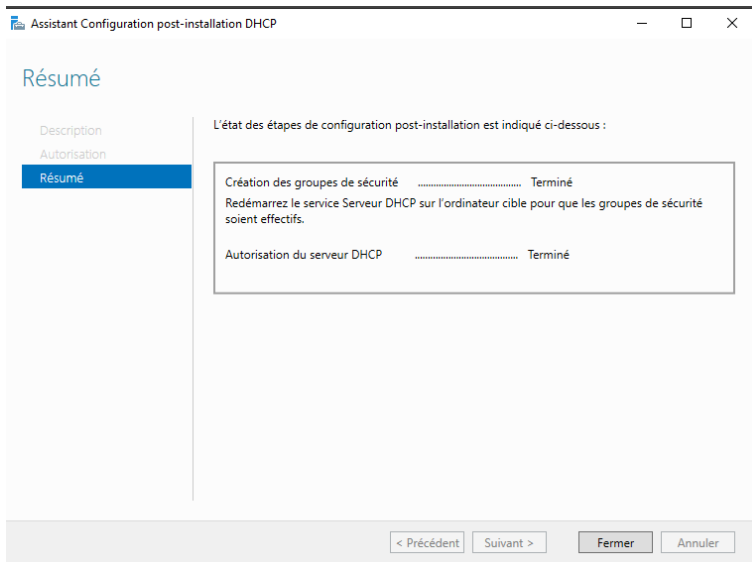 Assistant Configuration post-installation DHCP
Résumé
Description
Autorisation
Résumé
L'état des étapes de configuration post-installation est indiqué ci-dessous :
Création des groupes de sécurité ........................................ Terminé
Redémarrez le service Serveur DHCP sur l'ordinateur cible pour que les groupes de sécurité
soient effectifs.
Autorisation du serveur DHCP ........................................ Terminé
< Précédent
Suivant >
Fermer
Annuler